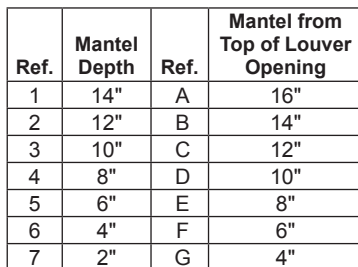 Ref. Mantel Depth Ref. Mantel from Top of Louver Opening
1 14" A 16"
2 12" B 14"
3 10" C 12"
4 8" D 10"
5 6" E 8"
6 4" F 6"
7 2" G 4"